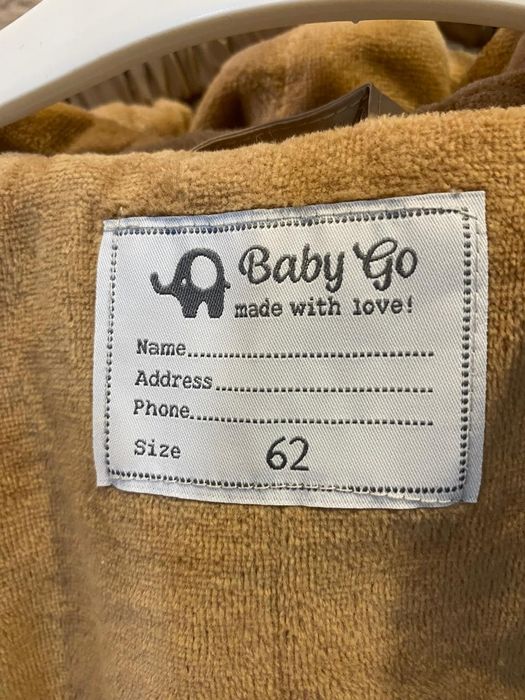 Baby Go
made with love!
Name..............................
Address..........................
Phone.............................
Size 62